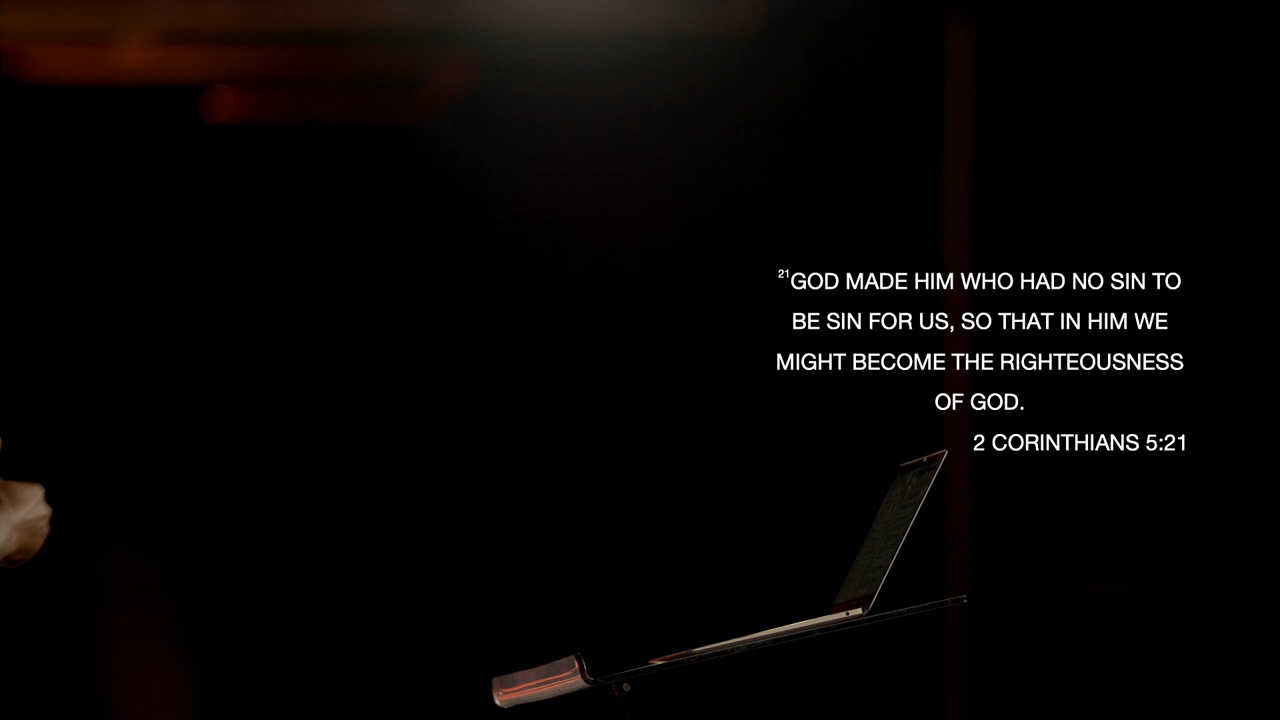 21GOD MADE HIM WHO HAD NO SIN TO
BE SIN FOR US, SO THAT IN HIM WE
MIGHT BECOME THE RIGHTEOUSNESS
OF GOD.
2 CORINTHIANS 5:21